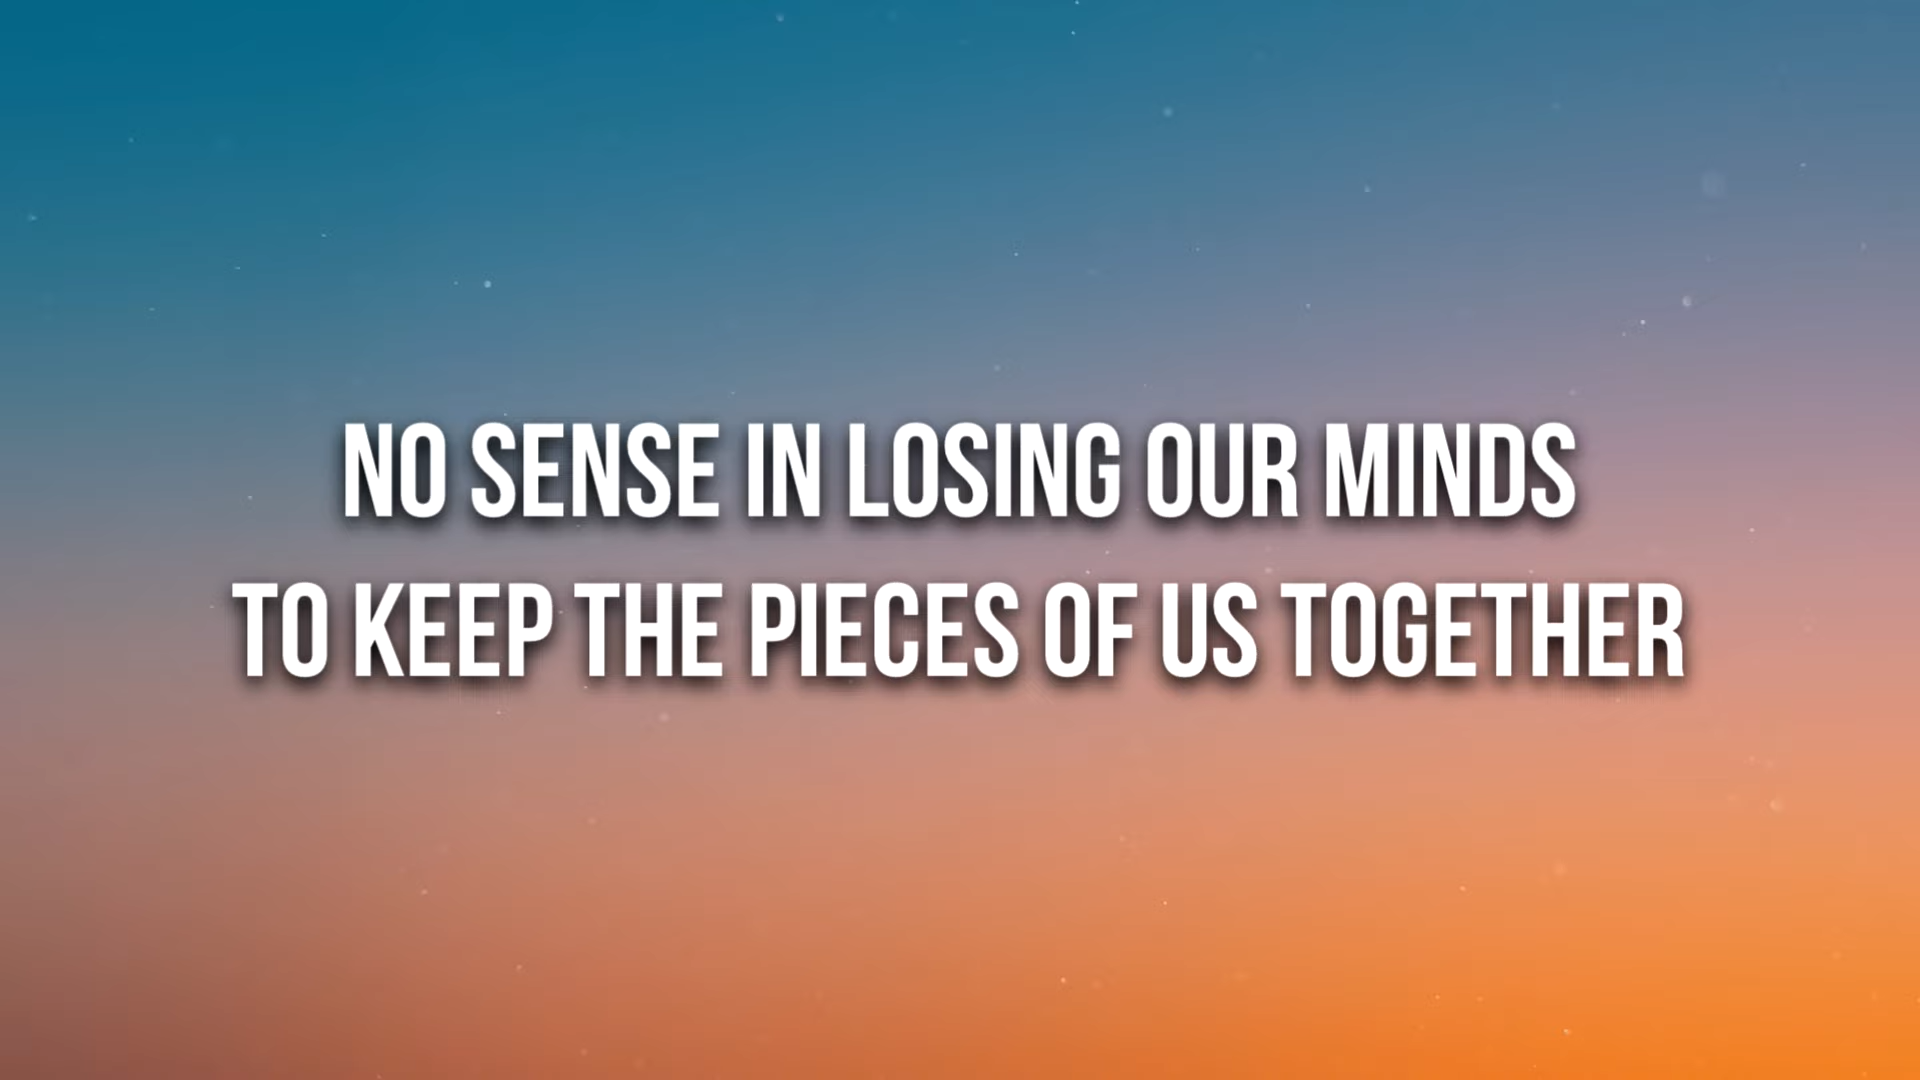 NO SENSE IN LOSING OUR MINDS
TO KEEP THE PIECES OF US TOGETHER